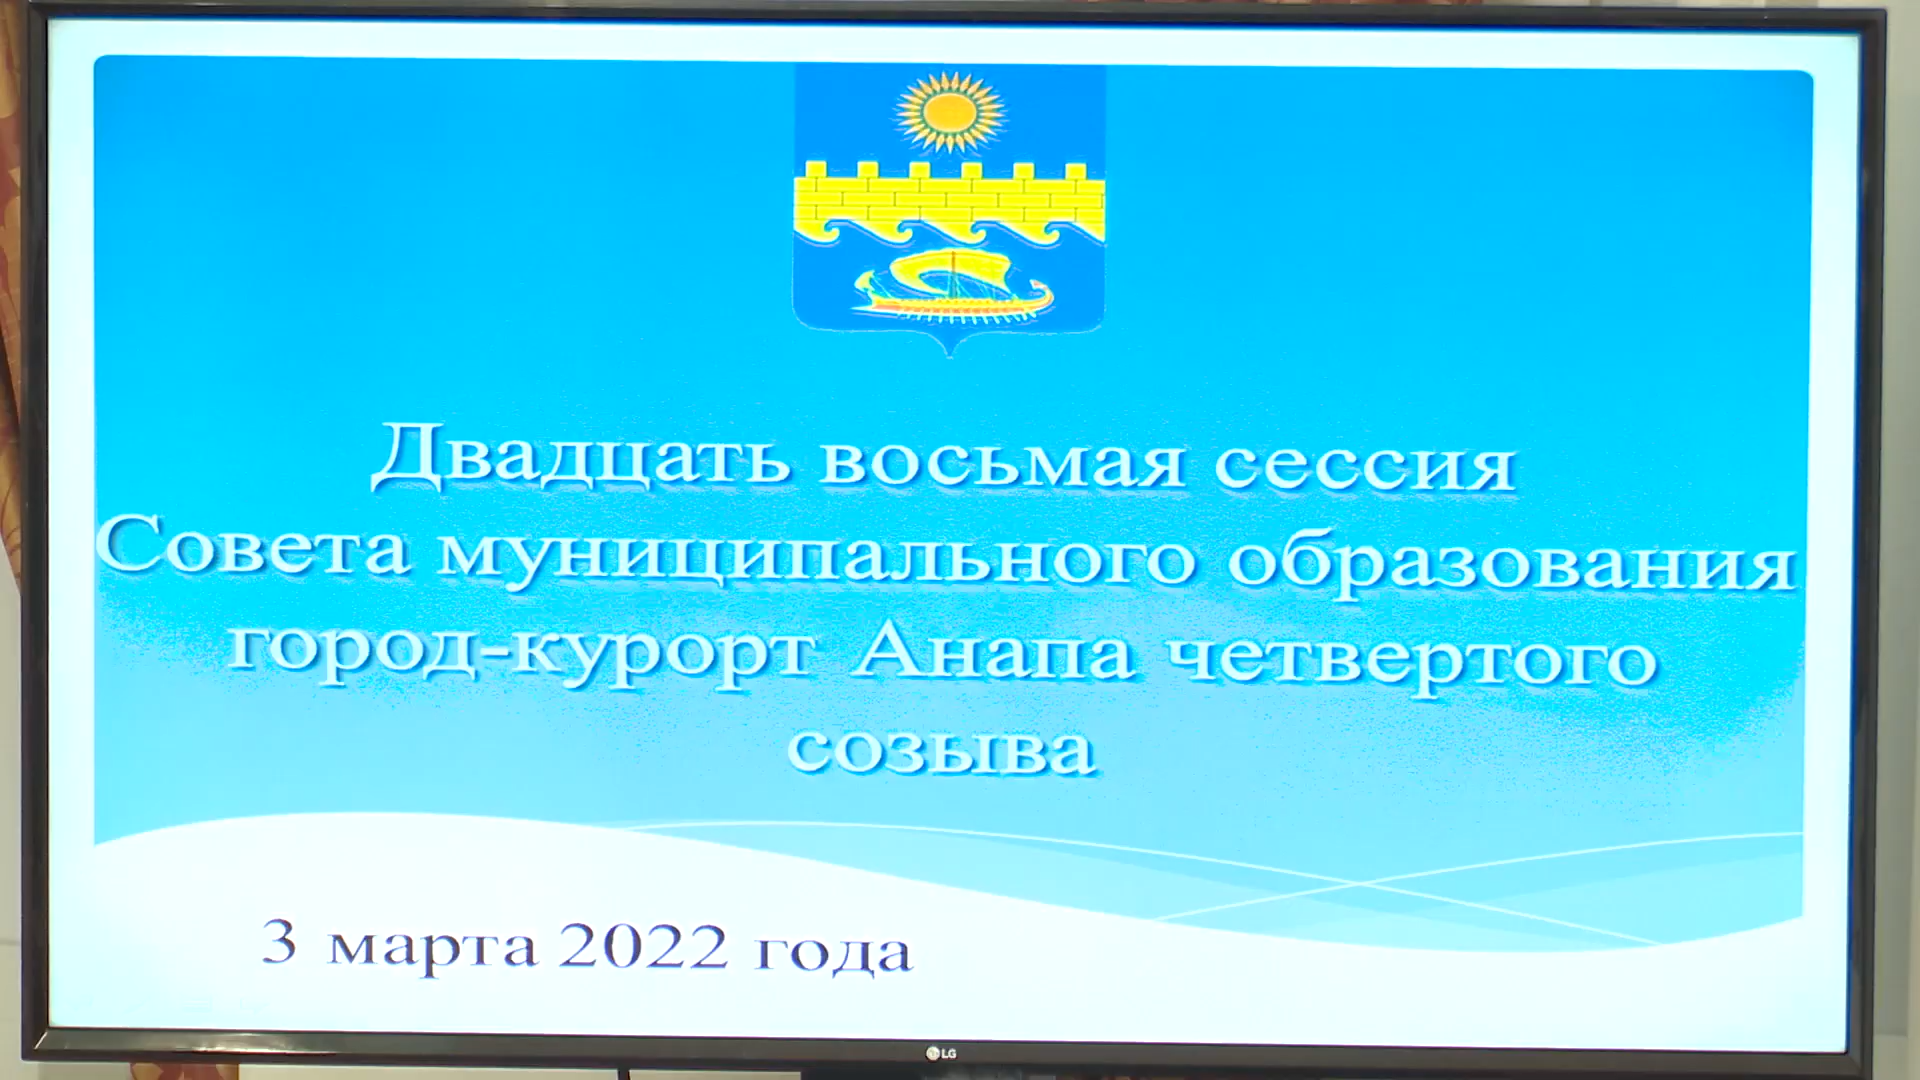 Двадцать восьмая сессия
Совета муниципального образования
город-курорт Анапа четвертого
созыва
3 марта 2022 года
LG